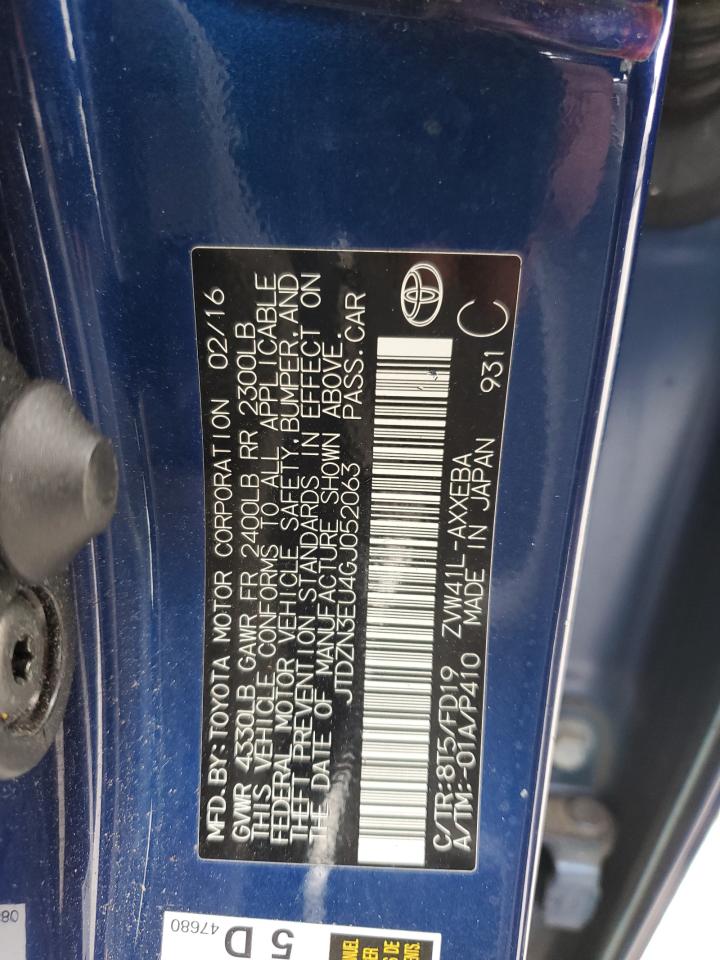 MFD.BY:TOYOTA MOTOR CORPORATION 02/16
GVWR 4330LB GAWR FR 2400LB RR 2300LB
THIS VEHICLE CONFORMS TO ALL APPLICABLE
FEDERAL MOTOR VEHICLE SAFETY,BUMPER,AND
THEFT PREVENTION STANDARDS IN EFFECT ON
THE DATE OF MANUFACTURE SHOWN ABOVE.
JTDZN3EU4GJ052063 PASS.CAR
C/TR:8T5/FD19 ZVW41L -AXXEBA 931 C
A/TM:-01A/P410 MADE IN JAPAN
47680
5 D